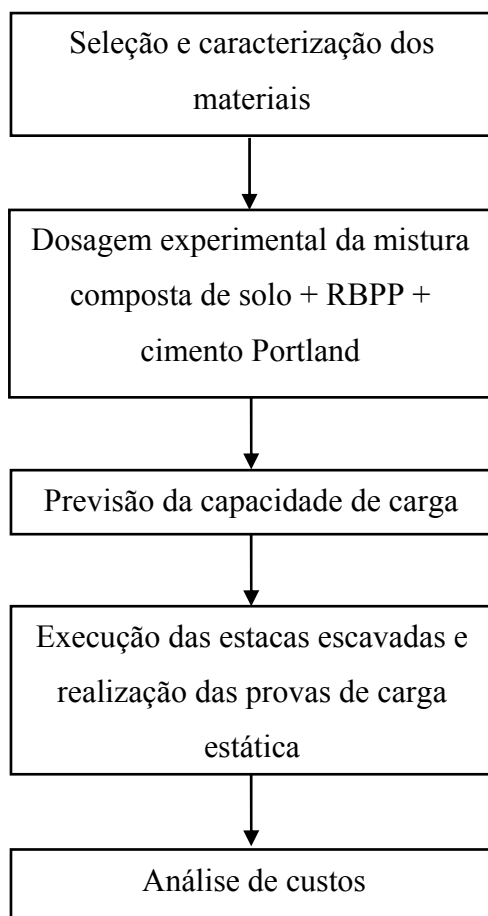 Seleção e caracterização dos
materiais
Dosagem experimental da mistura
composta de solo + RBPP +
cimento Portland
Previsão da capacidade de carga
Execução das estacas escavadas e
realização das provas de carga
estática
Análise de custos